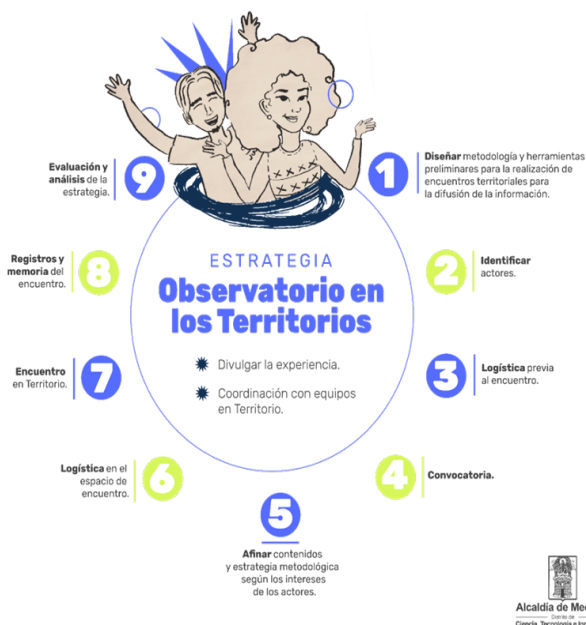 ESTRATEGIA
Observatorio en
los Territorios
Divulgar la experiencia.
Coordinación con equipos
en Territorio.
1
Diseñar metodología y herramientas
preliminares para la realización de
encuentros territoriales para
la difusión de la información.
2
Identificar
actores.
3
Logística previa
al encuentro.
4
Convocatoria.
5
Afinar contenidos
y estrategia metodológica
según los intereses
de los actores.
6
Logística en el
espacio de
encuentro.
7
Encuentro
en Territorio.
8
Registros y
memoria del
encuentro.
9
Evaluación y
análisis de la
estrategia.
Alcaldía de Me
Distrito de
Ciencia, Tecnología e